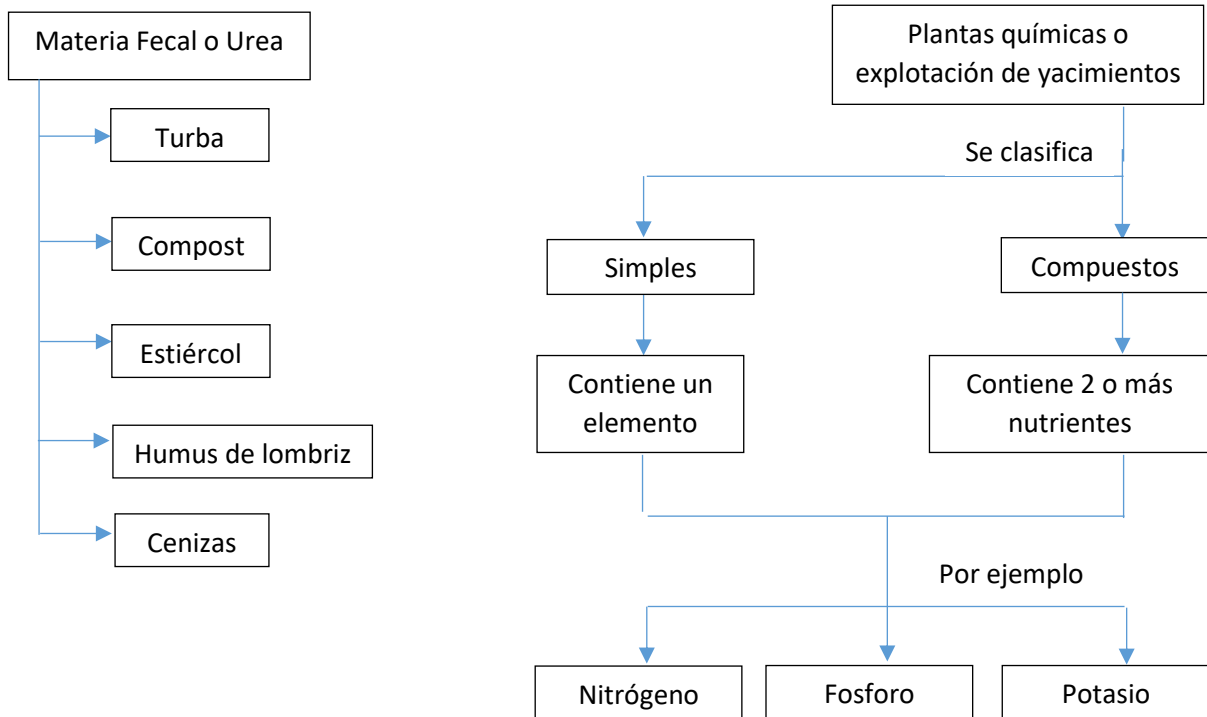 Materia Fecal o Urea
Turba
Compost
Estiércol
Humus de lombriz
Cenizas
Plantas químicas o
explotación de yacimientos
Se clasifica
Simples
Compuestos
Contiene un
elemento
Contiene 2 o más
nutrientes
Por ejemplo
Nitrógeno
Fosforo
Potasio